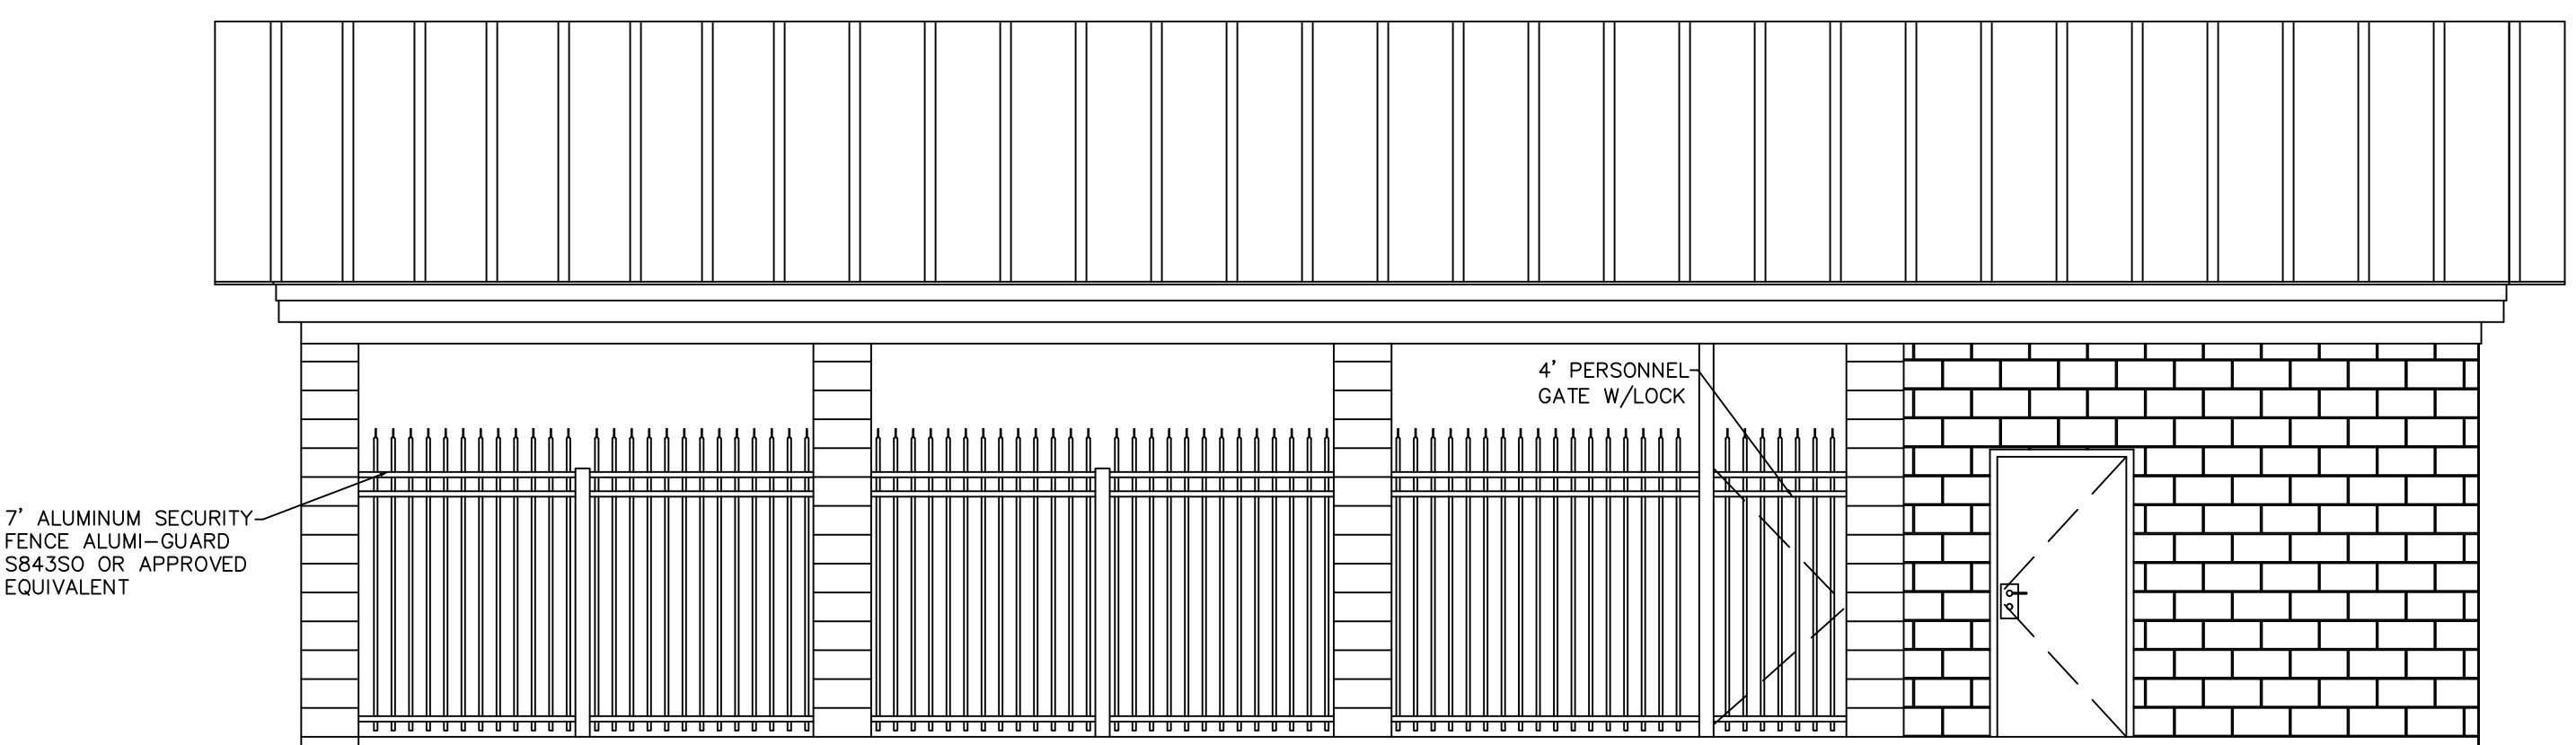 4' PERSONNEL
GATE W/LOCK
7' ALUMINUM SECURITY
FENCE ALUMI-GUARD
S843SO OR APPROVED
EQUIVALENT